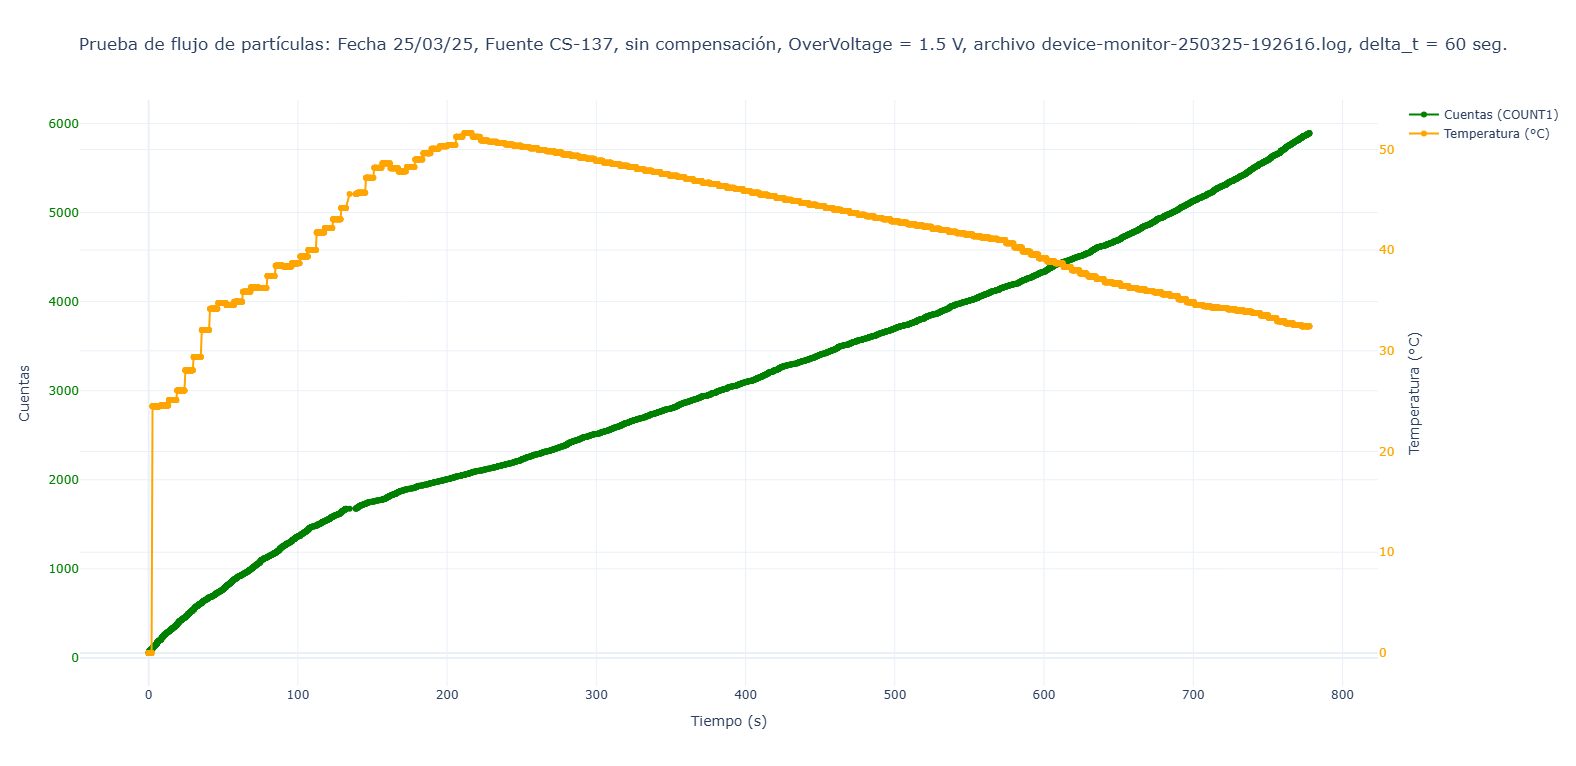 Prueba de flujo de partículas: Fecha 25/03/25, Fuente CS-137, sin compensación, OverVoltage = 1.5 V, archivo device-monitor-250325-192616.log, delta_t = 60 seg.
Cuentas (COUNT1)
Temperatura (°C)
6000
5000
4000
3000
2000
1000
0
Cuentas
50
40
30
20
10
0
Temperatura (°C)
0 100 200 300 400 500 600 700 800
Tiempo (s)